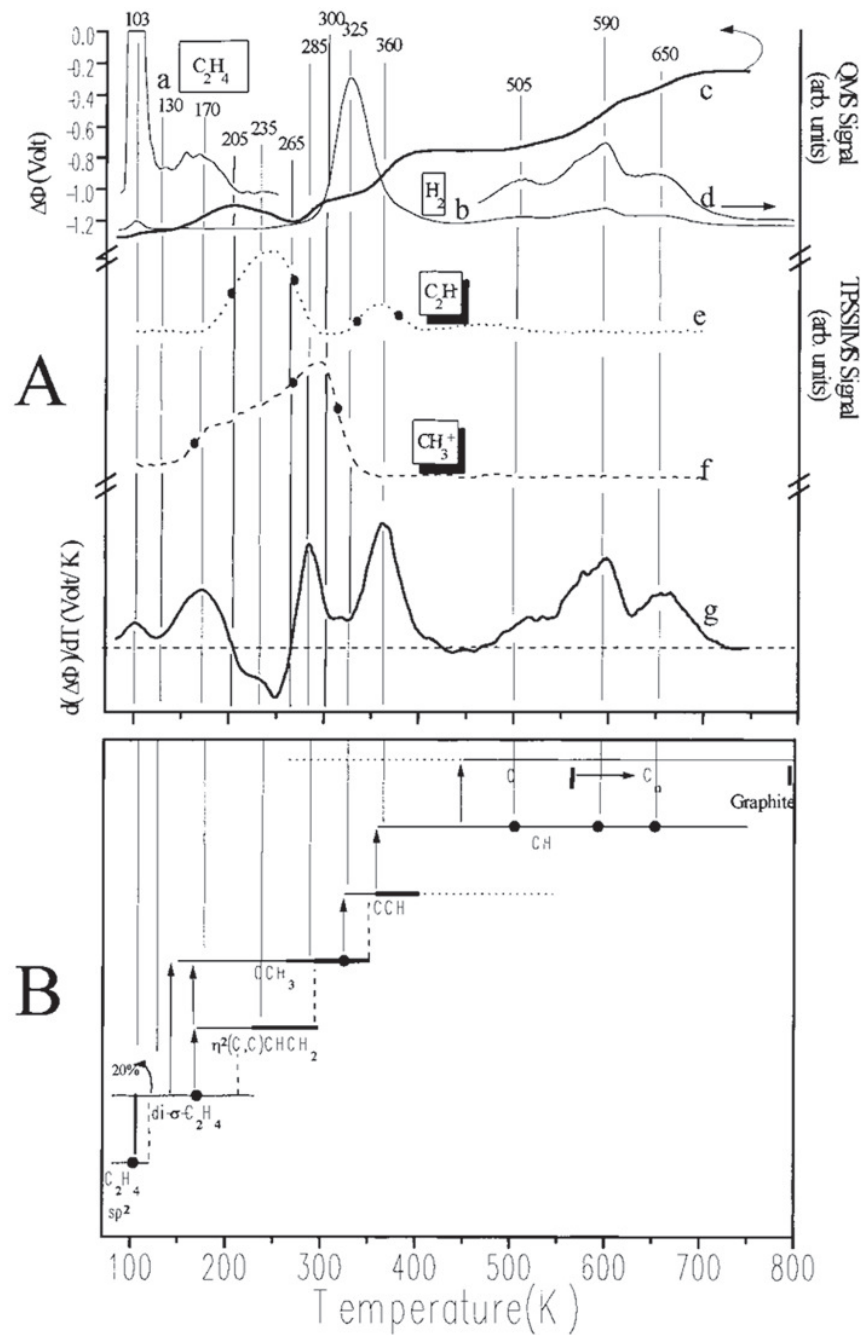 103
300
325
285
360
590
650
505
0.0
-0.2
-0.4
-0.6
-0.8
-1.0
-1.2
ΔΦ(Volt)
C₂H₄
a
130
170
205
235
265
c
H₂
b
d
QMS Signal
(arb. units)
A
C₂H⁻
e
CH₃⁺
f
TPSSIMS Signal
(arb. units)
d(ΔΦ)/dT (Volt/K)
g
B
C
Cₙ
Graphite
CH
CCH
CCH₃
η²(C,C)CHCH₂
20%
di-σ-C₂H₄
C₂H₄
sp²
100 200 300 400 500 600 700 800
Temperature(K)